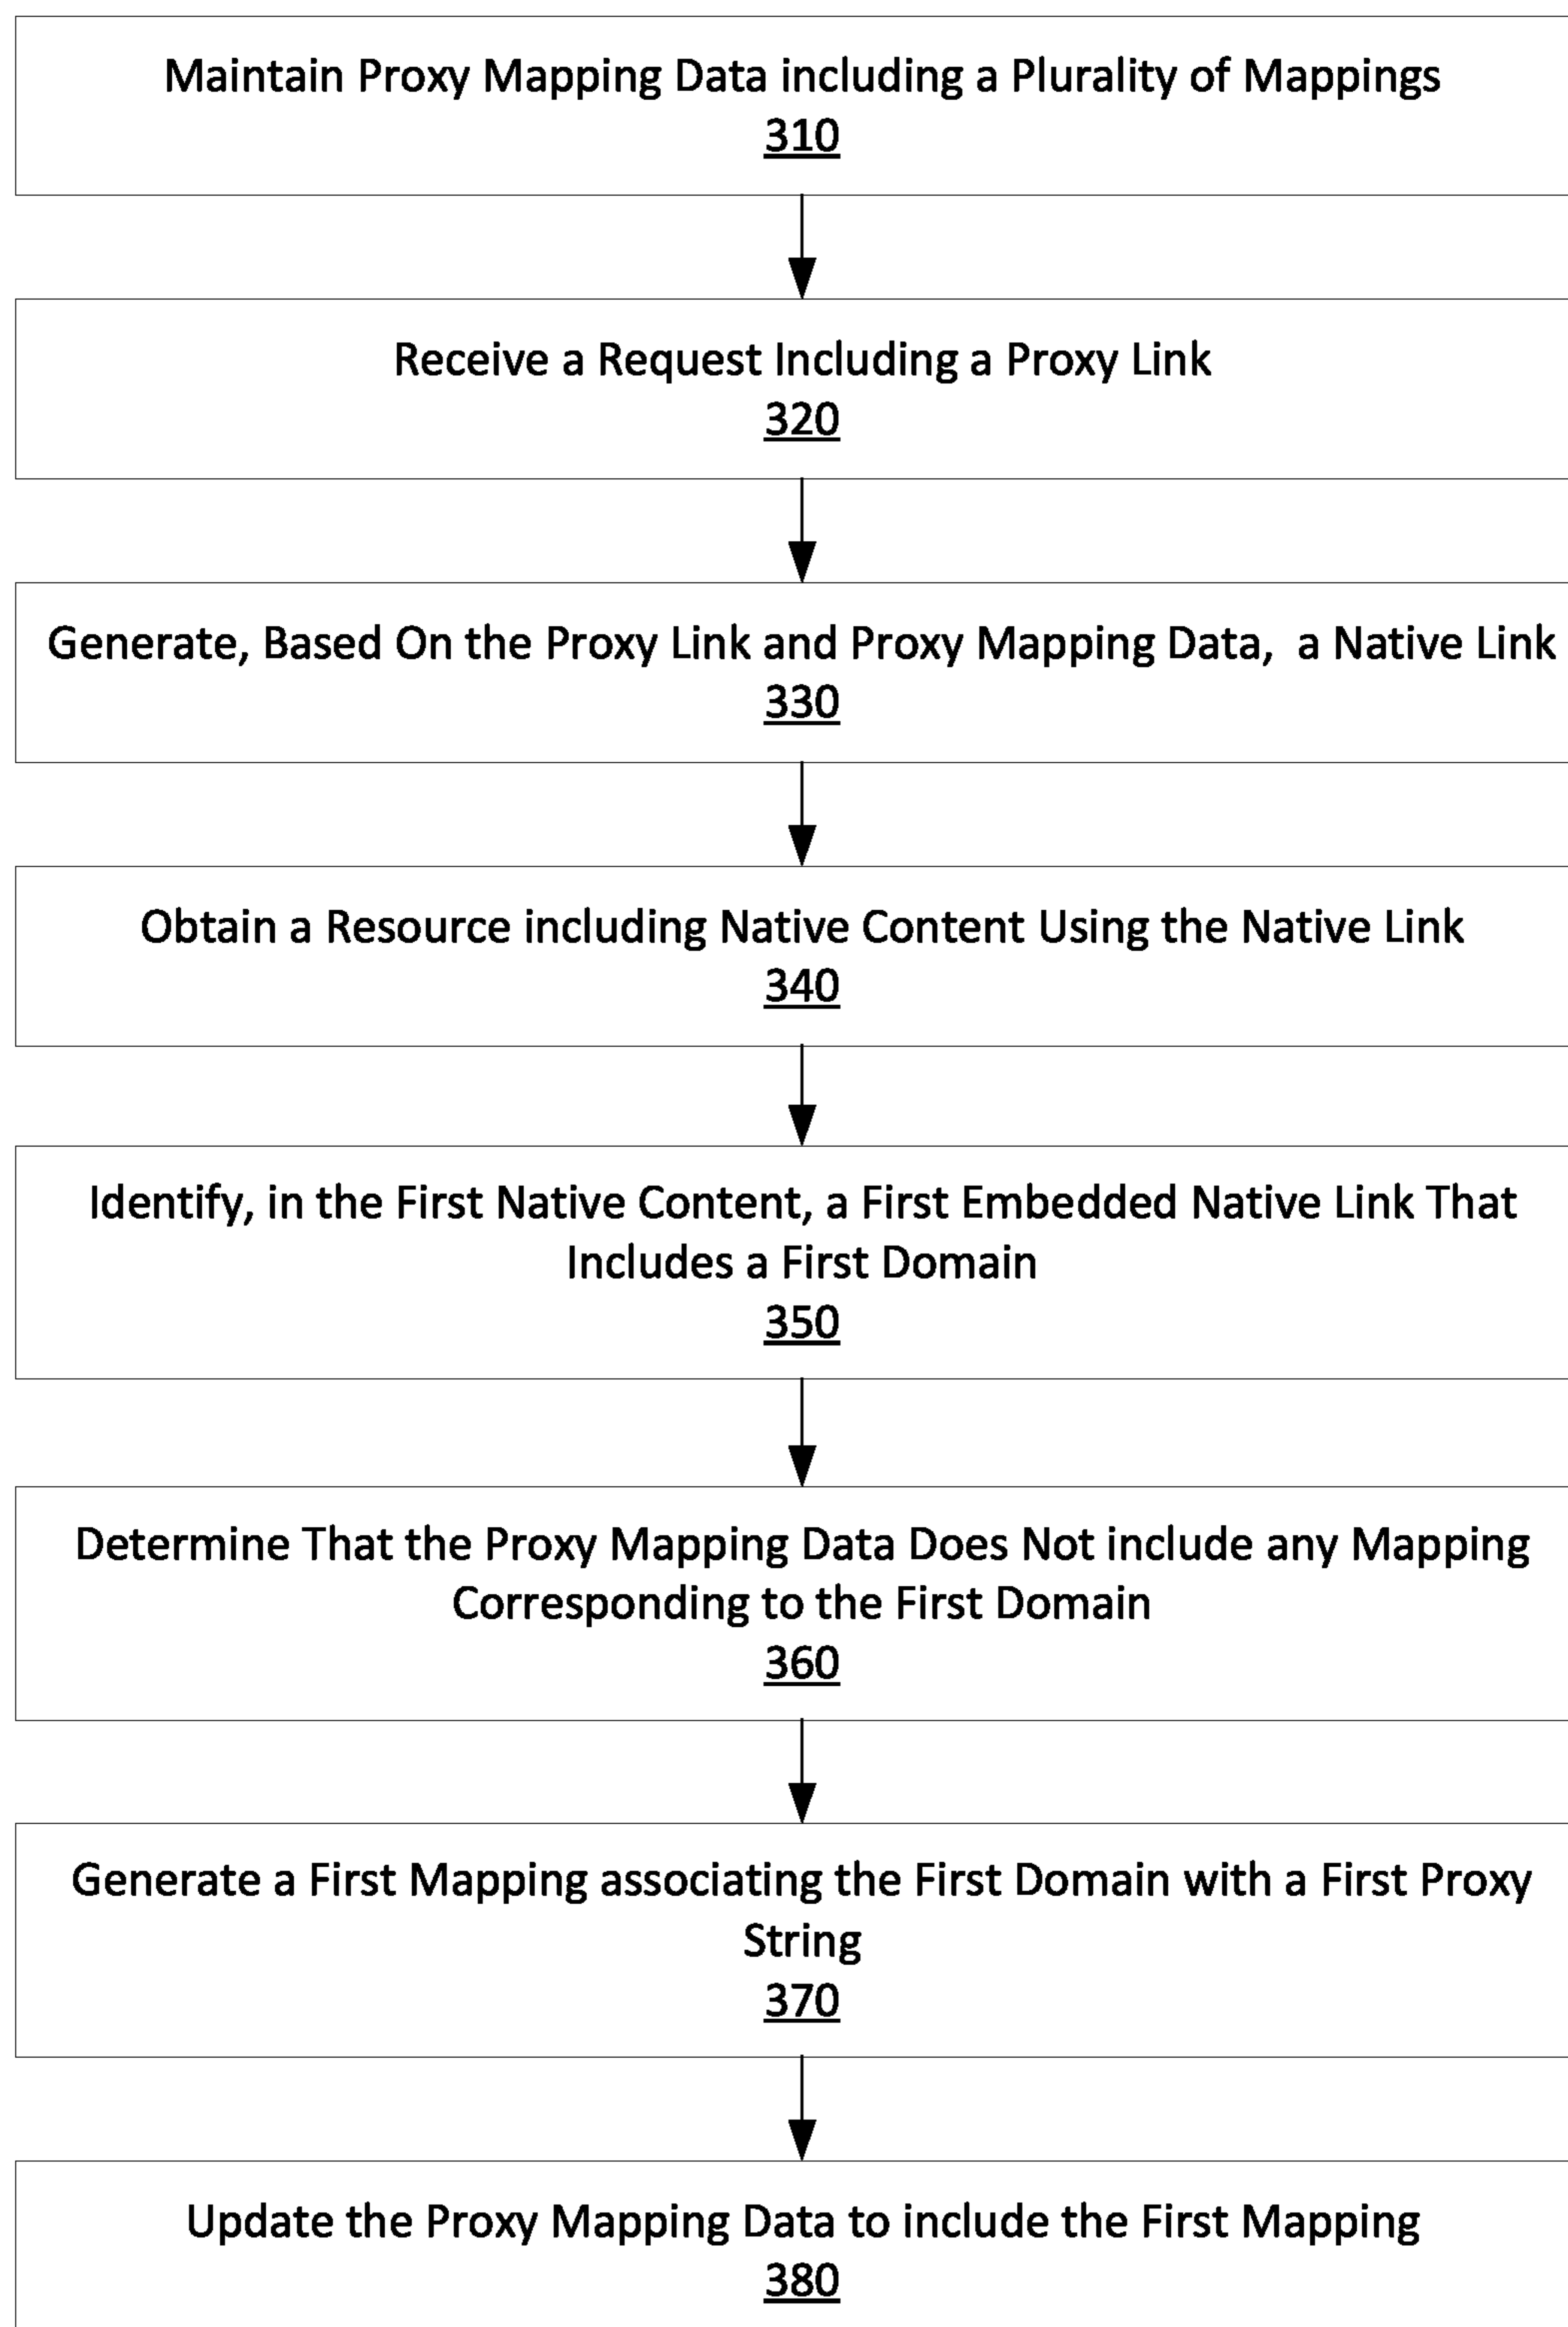 Maintain Proxy Mapping Data including a Plurality of Mappings
310
Receive a Request Including a Proxy Link
320
Generate, Based On the Proxy Link and Proxy Mapping Data,  a Native Link
330
Obtain a Resource including Native Content Using the Native Link
340
Identify, in the First Native Content, a First Embedded Native Link That
Includes a First Domain
350
Determine That the Proxy Mapping Data Does Not include any Mapping
Corresponding to the First Domain
360
Generate a First Mapping associating the First Domain with a First Proxy
String
370
Update the Proxy Mapping Data to include the First Mapping
380